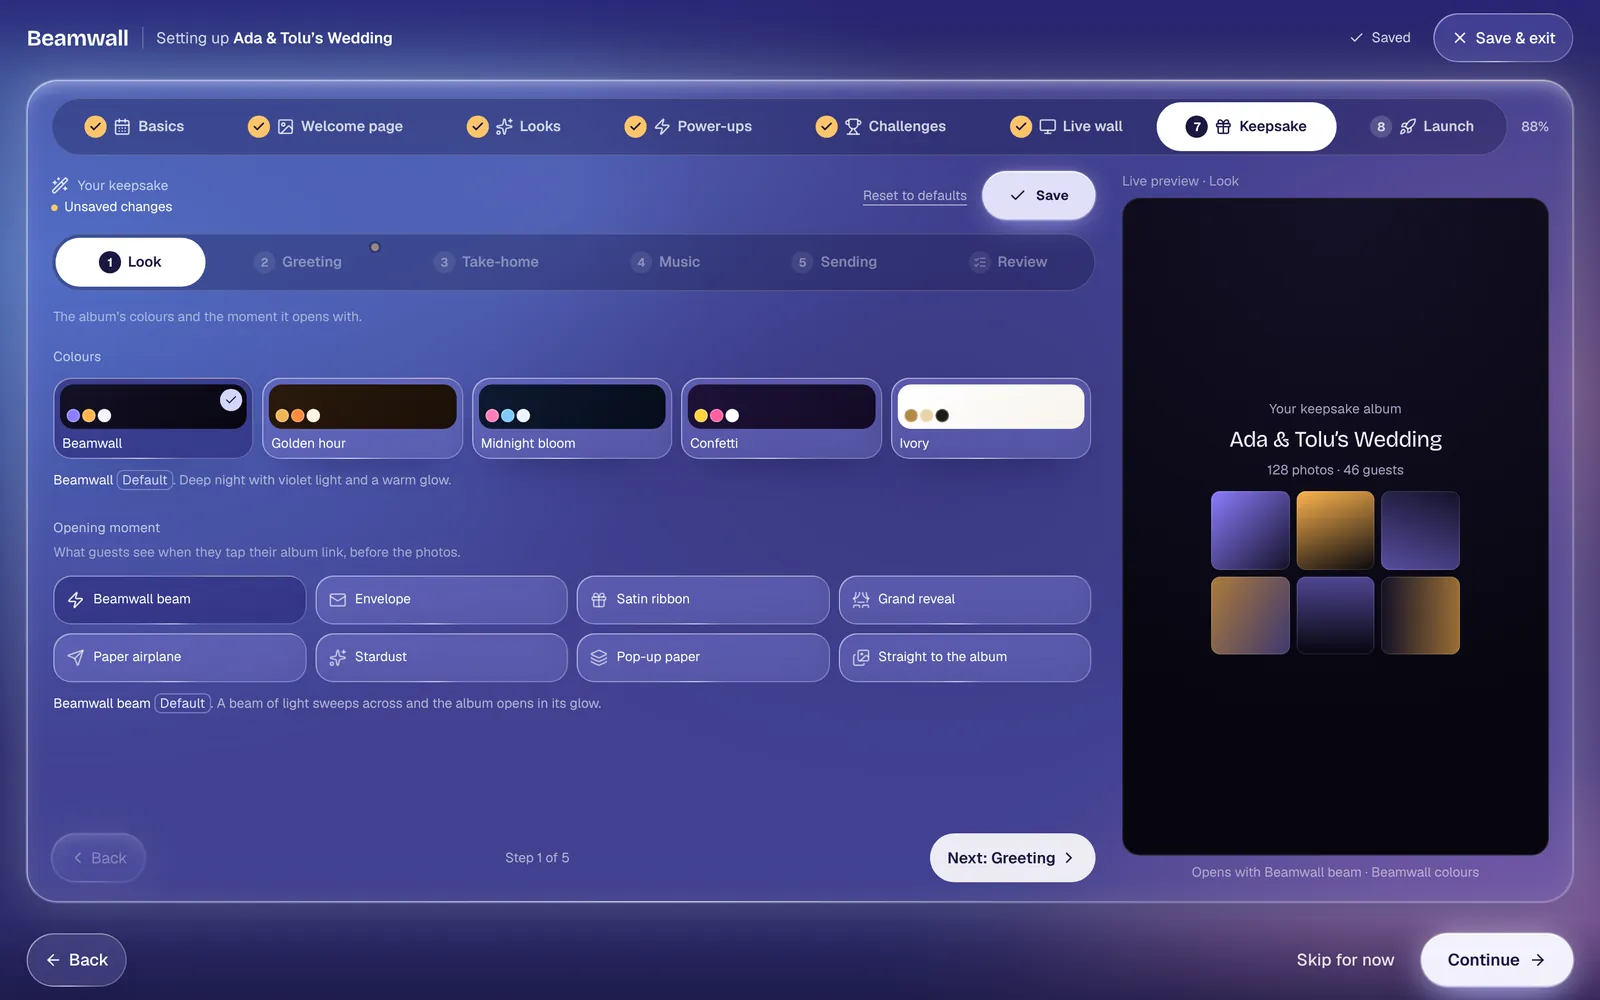 Beamwall
Setting up Ada & Tolu's Wedding
Saved
Save & exit
Basics
Welcome page
Looks
Power-ups
Challenges
Live wall
7 Keepsake
8 Launch
88%
Your keepsake
Unsaved changes
Reset to defaults
Save
1 Look
2 Greeting
3 Take-home
4 Music
5 Sending
Review
The album's colours and the moment it opens with.
Colours
Beamwall
Golden hour
Midnight bloom
Confetti
Ivory
Beamwall Default. Deep night with violet light and a warm glow.
Opening moment
What guests see when they tap their album link, before the photos.
Beamwall beam
Envelope
Satin ribbon
Grand reveal
Paper airplane
Stardust
Pop-up paper
Straight to the album
Beamwall beam Default. A beam of light sweeps across and the album opens in its glow.
Back
Step 1 of 5
Next: Greeting
Live preview · Look
Your keepsake album
Ada & Tolu's Wedding
128 photos · 46 guests
Opens with Beamwall beam · Beamwall colours
Back
Skip for now
Continue